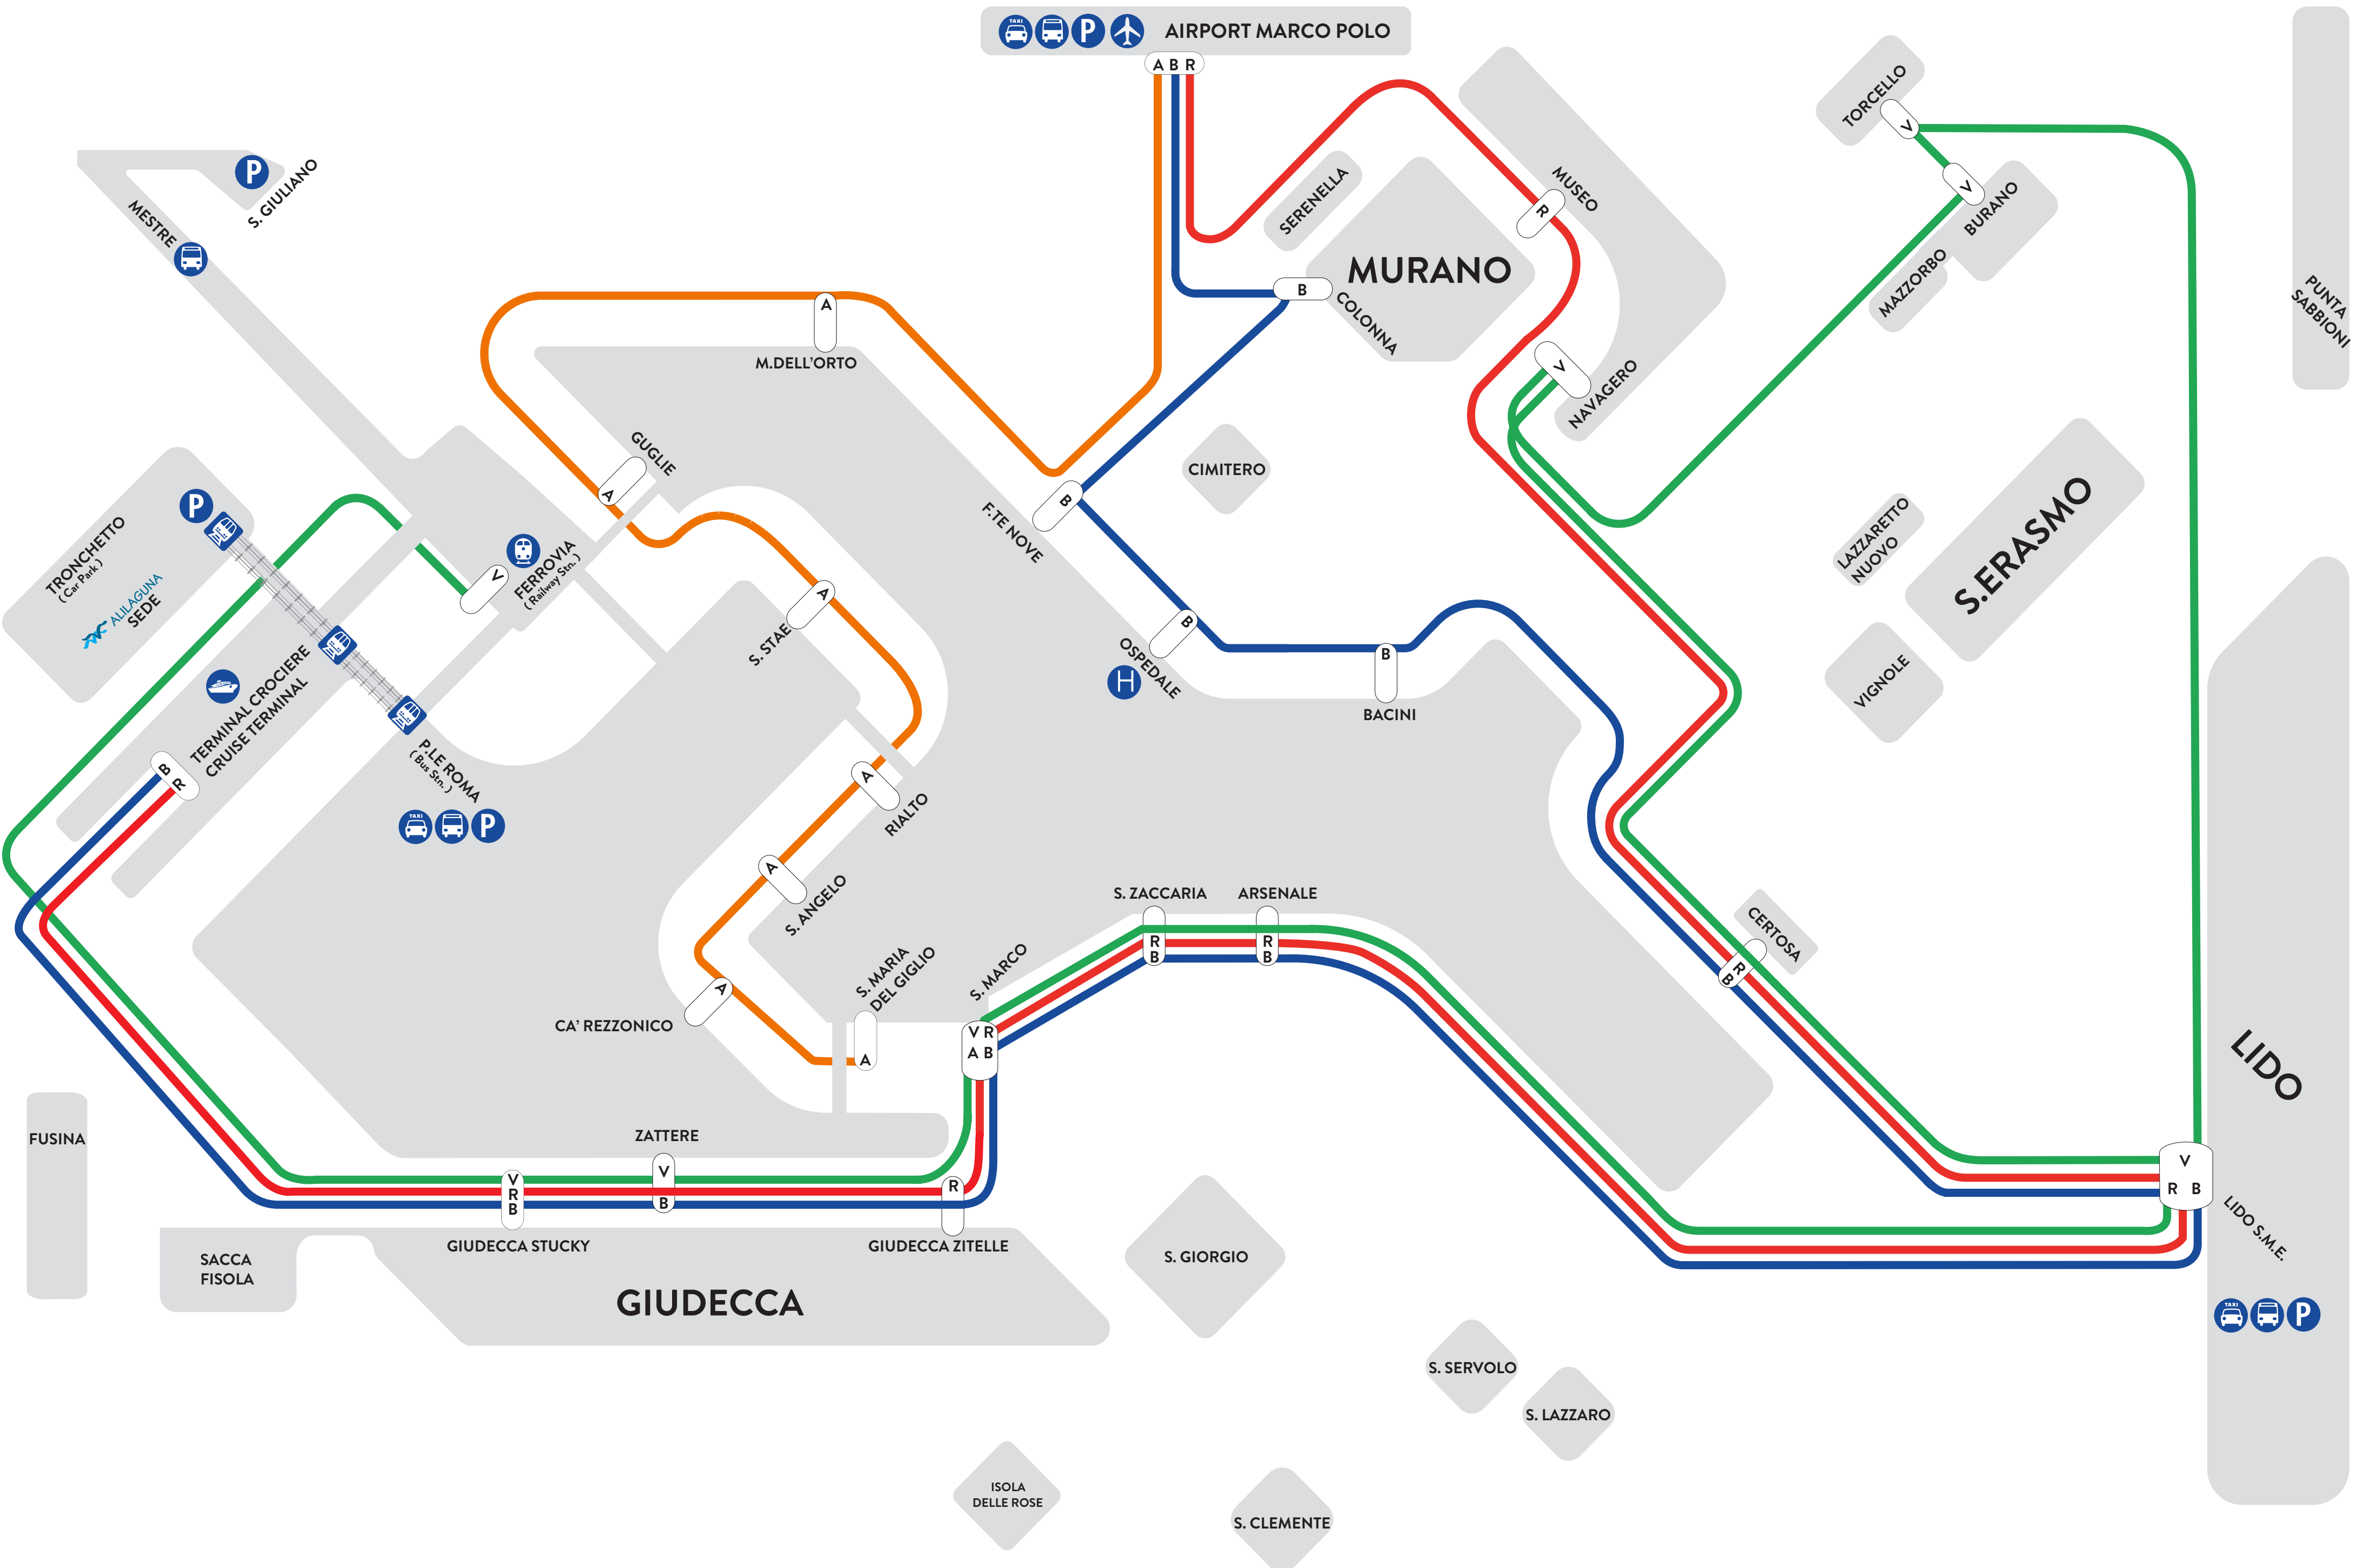 TAXI
P
AIRPORT MARCO POLO
A B R
TORCELLO
V
P
S. GIULIANO
MESTRE
SERENELLA
MUSEO
R
V
BURANO
MAZZORBO
MURANO
B
COLONNA
PUNTA
SABBIONI
A
M.DELL'ORTO
V
NAVAGERO
GUGLIE
A
CIMITERO
B
F.TE NOVE
P
TRONCHETTO
( Car Park )
ALILAGUNA
SEDE
V
FERROVIA
( Railway Stn. )
LAZZARETTO
NUOVO
S.ERASMO
A
S. STAE
B
OSPEDALE
H
B
BACINI
VIGNOLE
TERMINAL CROCIERE
CRUISE TERMINAL
B
R
P.LE ROMA
( Bus Stn. )
TAXI
P
A
RIALTO
A
S. ANGELO
S. ZACCARIA
R
B
ARSENALE
R
B
CERTOSA
R
B
S. MARIA
DEL GIGLIO
A
S. MARCO
V R
A B
A
CA' REZZONICO
LIDO
FUSINA
ZATTERE
V
B
V
R
B
R
V
R B
LIDO S.M.E.
GIUDECCA STUCKY
GIUDECCA ZITELLE
SACCA
FISOLA
GIUDECCA
S. GIORGIO
TAXI
P
S. SERVOLO
S. LAZZARO
ISOLA
DELLE ROSE
S. CLEMENTE